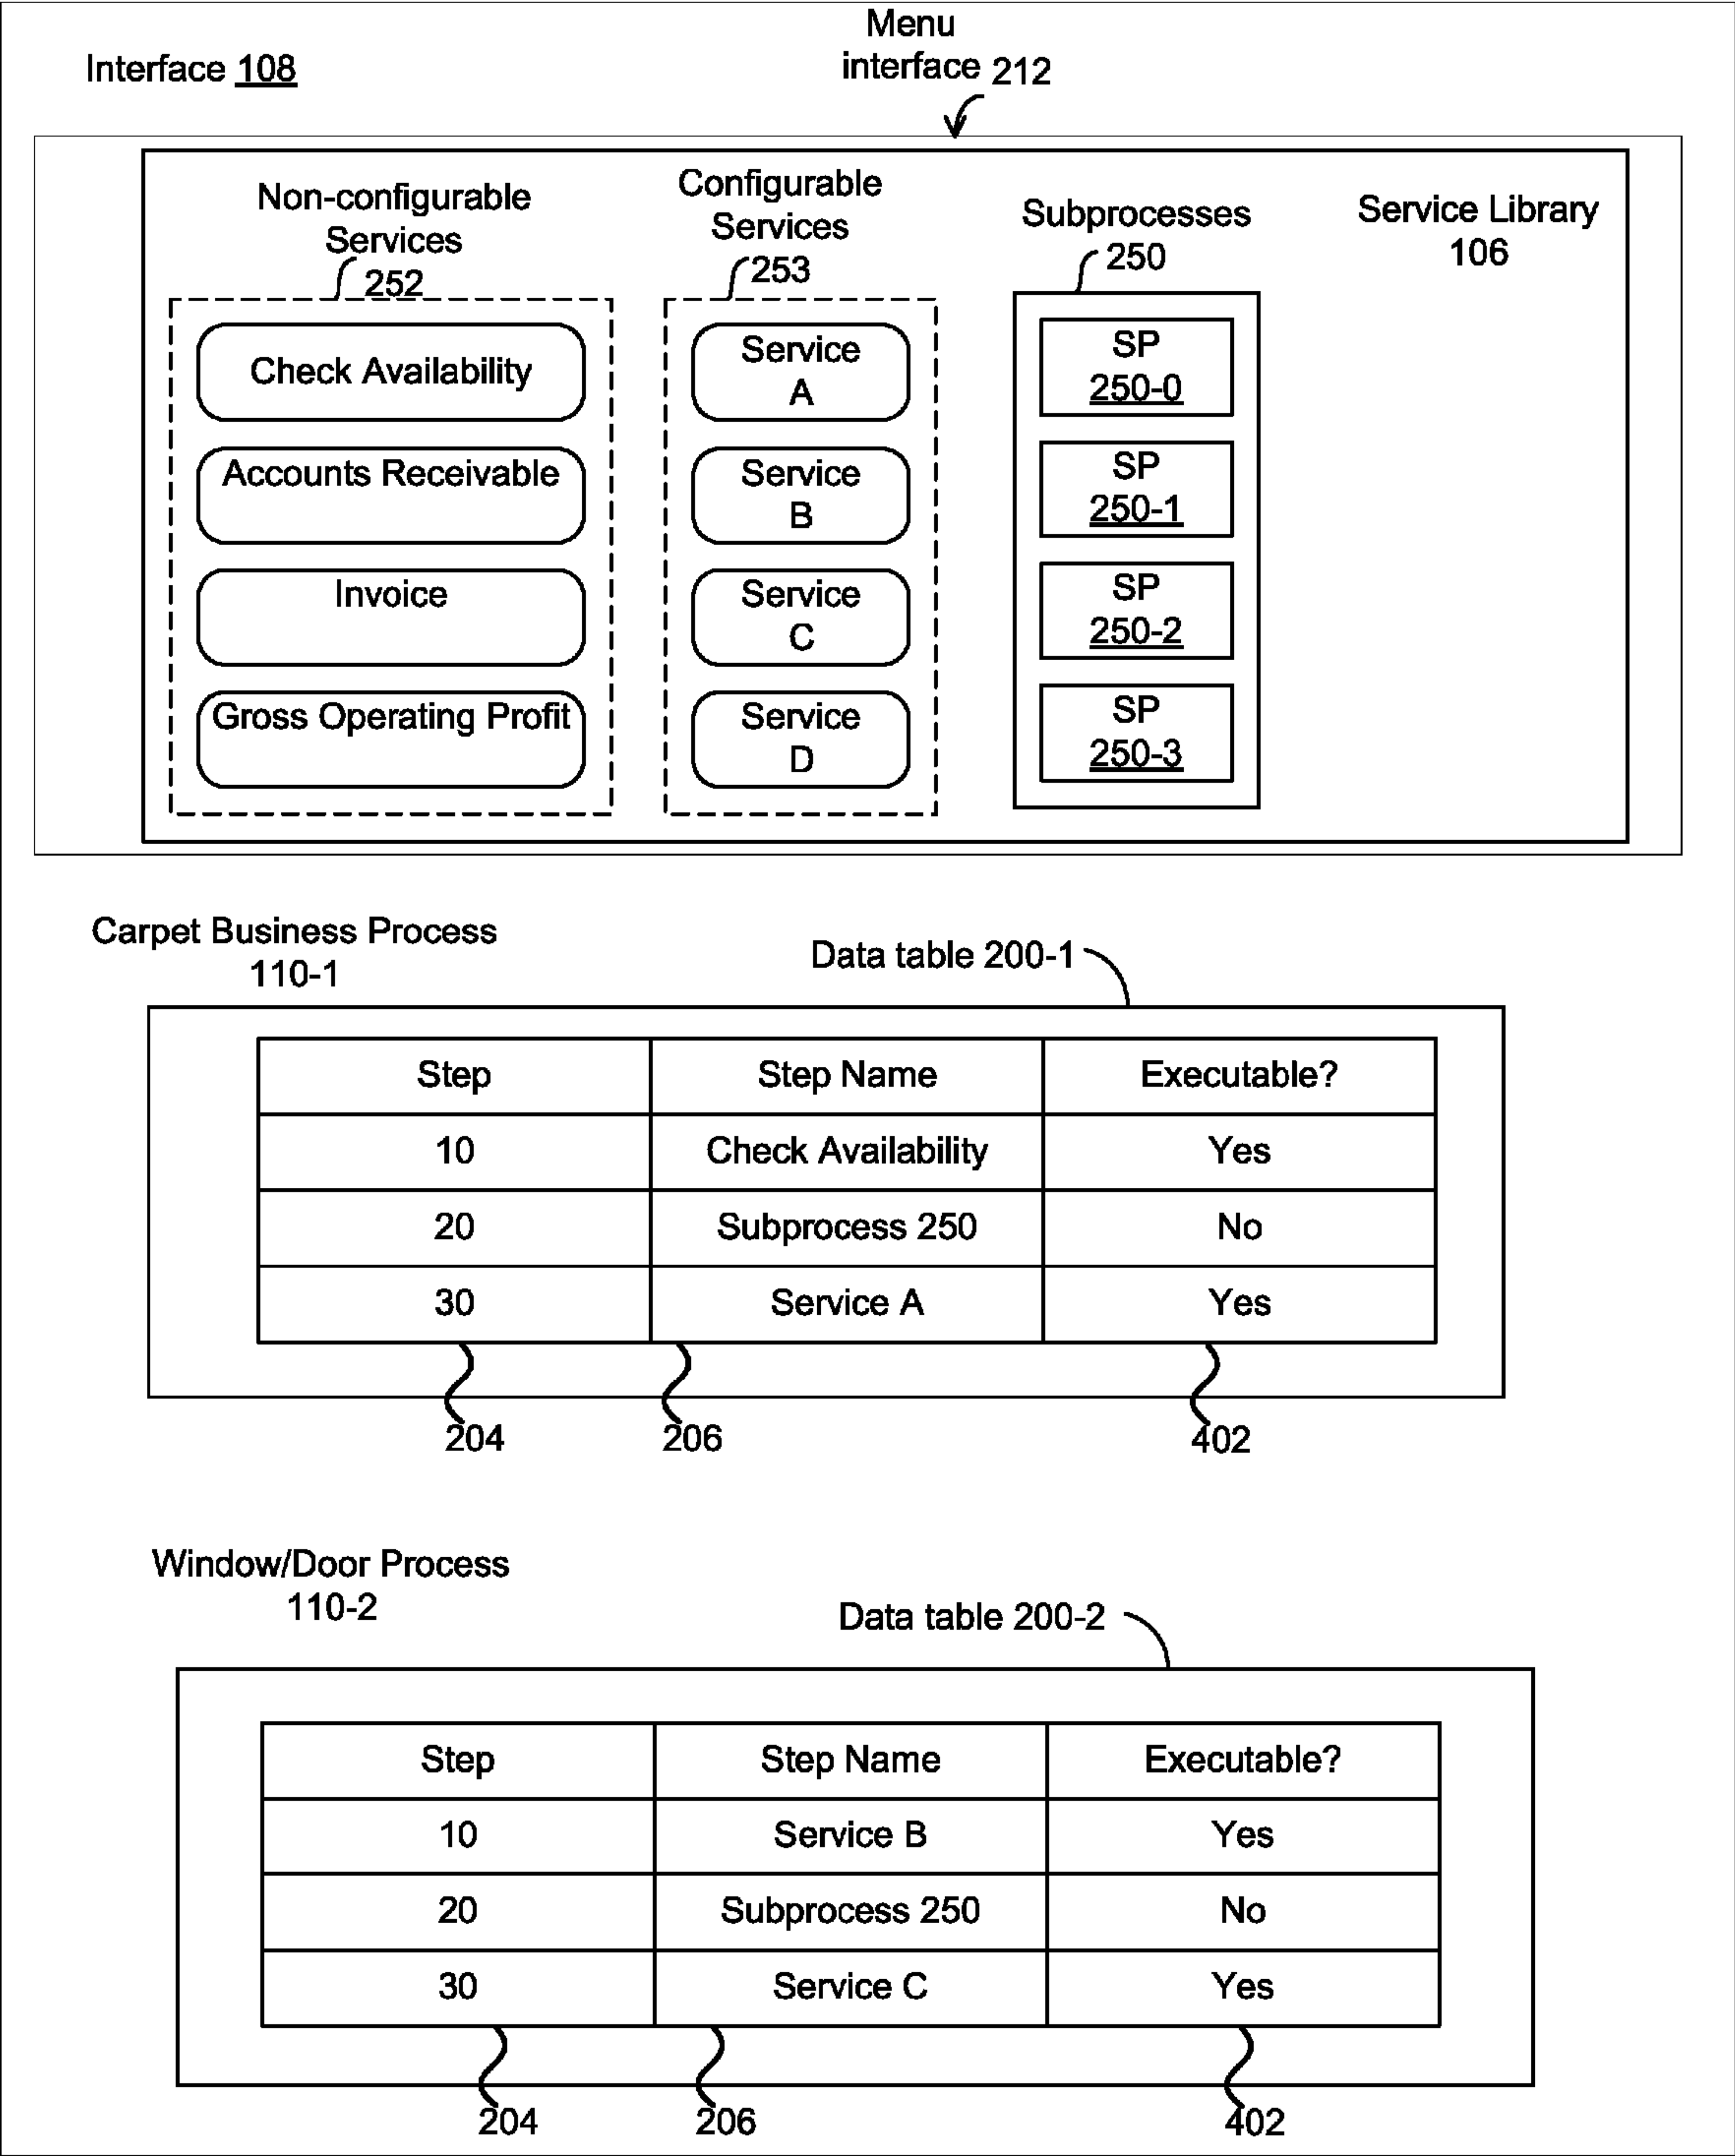 Menu
interface 212
Interface 108
Non-configurable
Services
252
Configurable
Services
253
Subprocesses
250
Service Library
106
Check Availability
Accounts Receivable
Invoice
Gross Operating Profit
Service
A
Service
B
Service
C
Service
D
SP
250-0
SP
250-1
SP
250-2
SP
250-3
Carpet Business Process
110-1
Data table 200-1
Step Step Name Executable?
10 Check Availability Yes
20 Subprocess 250 No
30 Service A Yes
204 206 402
Window/Door Process
110-2
Data table 200-2
Step Step Name Executable?
10 Service B Yes
20 Subprocess 250 No
30 Service C Yes
204 206 402